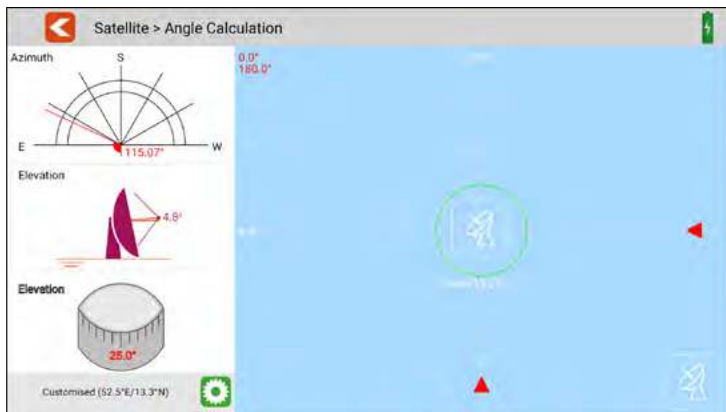 Satellite > Angle Calculation
Azimuth
S
E
W
115.07°
Elevation
4.8°
Elevation
25.0°
Customised (52.5°E/13.3°N)
0.0°
180.0°